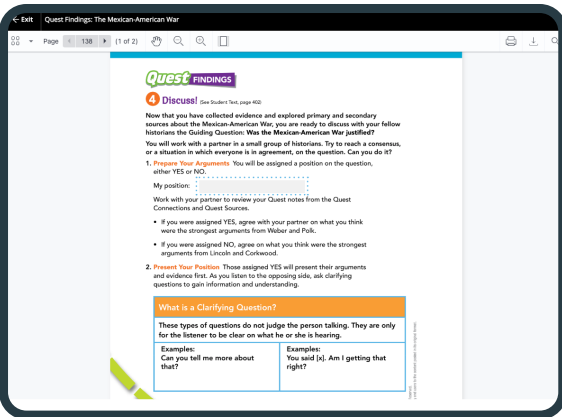 ← Exit Quest Findings: The Mexican-American War
Page 138 (1 of 2)
Quest FINDINGS
4 Discuss! (See Student Text, page 402)
Now that you have collected evidence and explored primary and secondary
sources about the Mexican-American War, you are ready to discuss with your fellow
historians the Guiding Question: Was the Mexican-American War justified?
You will work with a partner in a small group of historians. Try to reach a consensus,
or a situation in which everyone is in agreement, on the question. Can you do it?
1. Prepare Your Arguments You will be assigned a position on the question,
either YES or NO.
My position:
Work with your partner to review your Quest notes from the Quest
Connections and Quest Sources.
• If you were assigned YES, agree with your partner on what you think
were the strongest arguments from Weber and Polk.
• If you were assigned NO, agree on what you think were the strongest
arguments from Lincoln and Corkwood.
2. Present Your Position Those assigned YES will present their arguments
and evidence first. As you listen to the opposing side, ask clarifying
questions to gain information and understanding.
What is a Clarifying Question?
These types of questions do not judge the person talking. They are only
for the listener to be clear on what he or she is hearing.
Examples:
Can you tell me more about
that?
Examples:
You said [x]. Am I getting that
right?